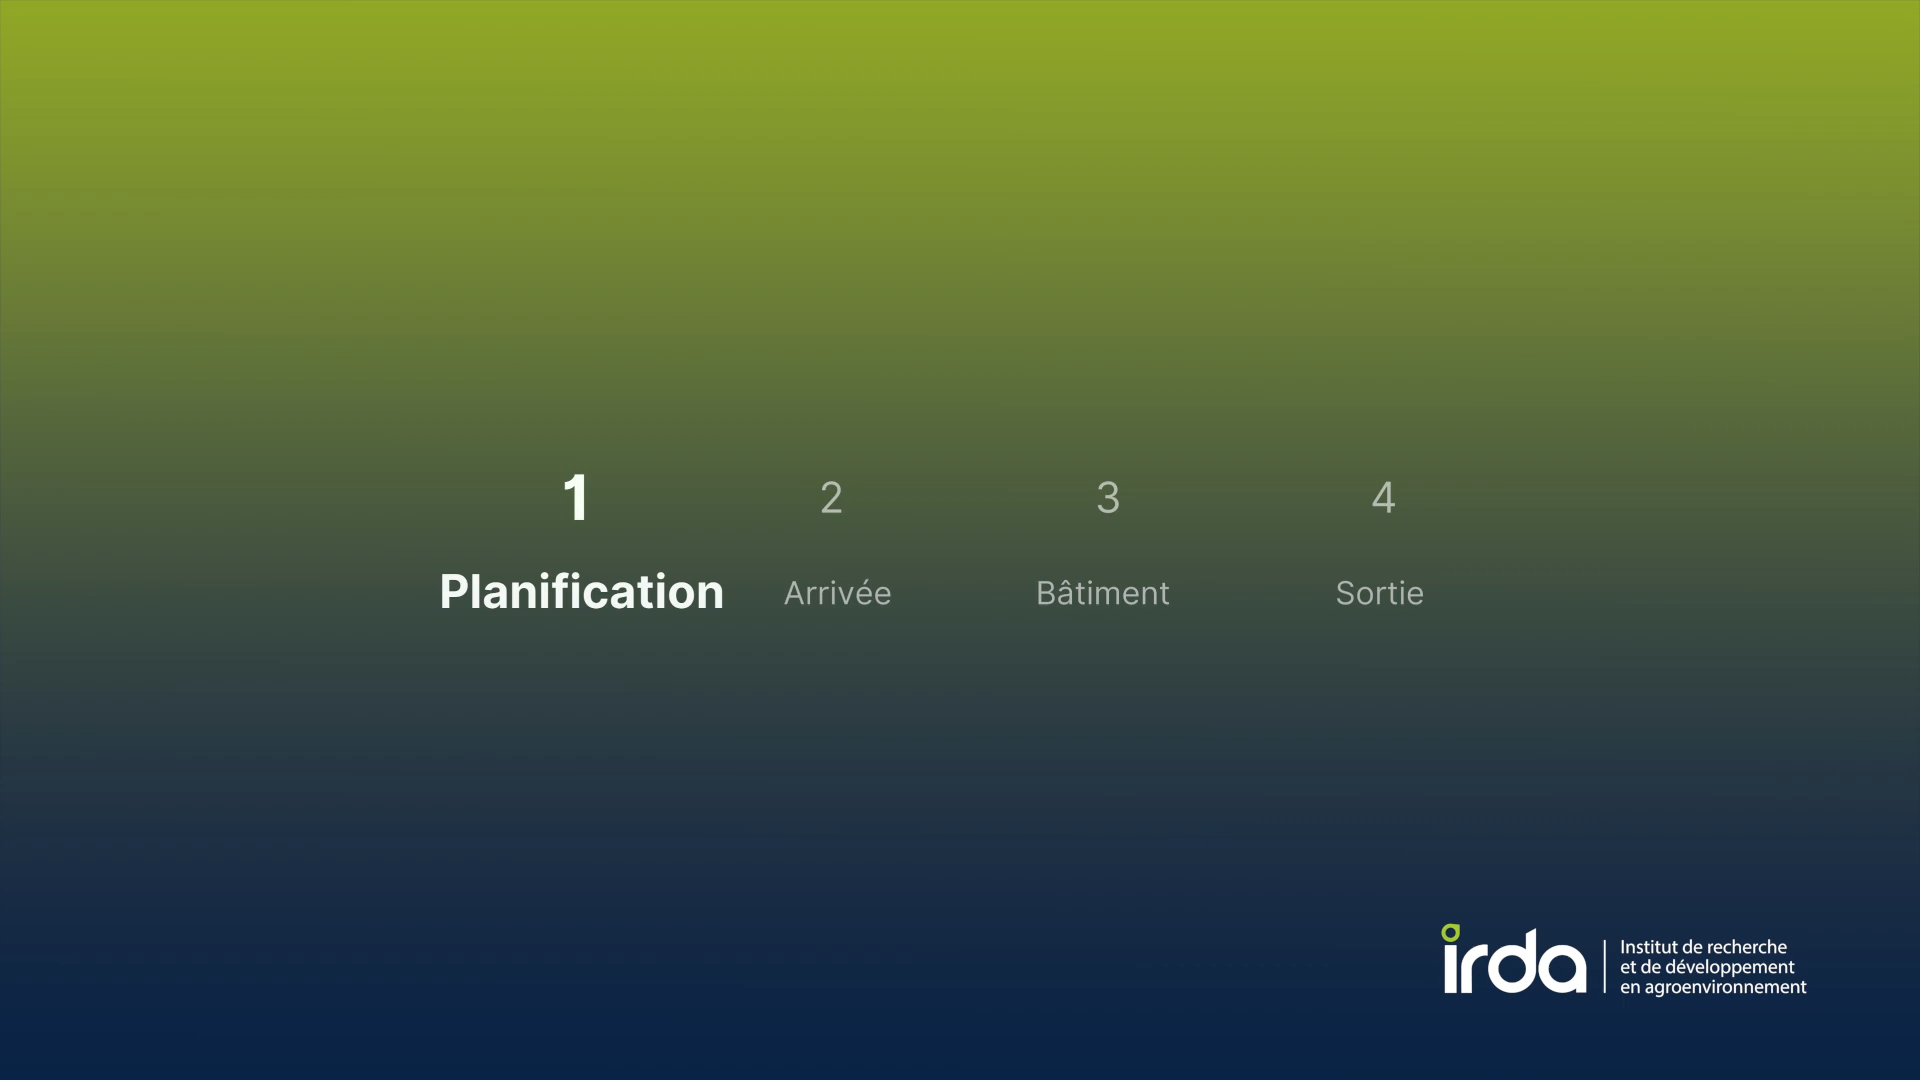 1 2 3 4
Planification Arrivée Bâtiment Sortie
irda
Institut de recherche
et de développement
en agroenvironnement